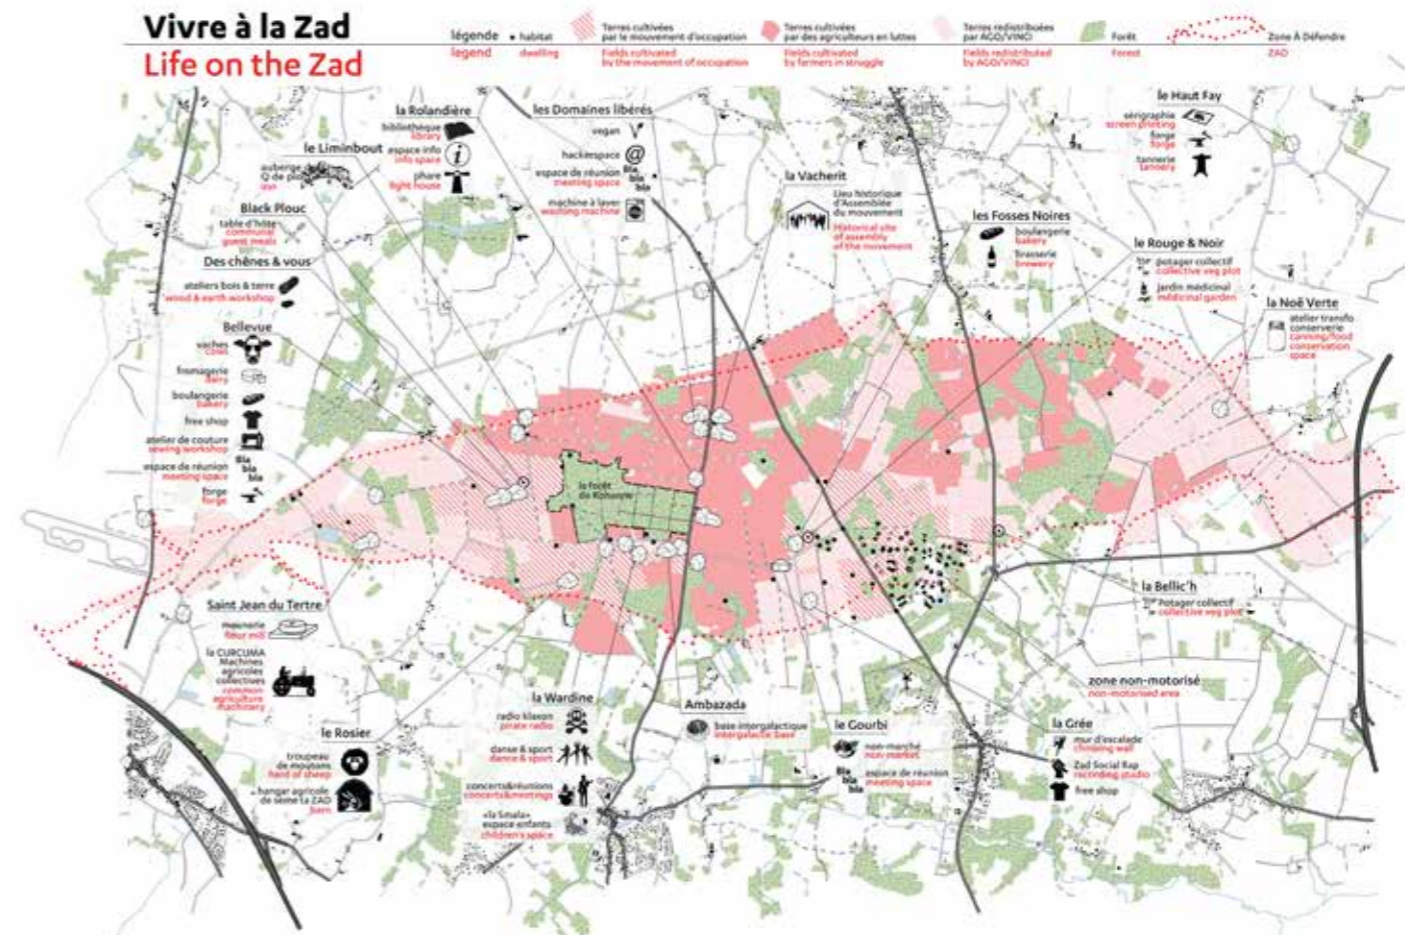 Vivre à la Zad
Life on the Zad
légende
legend
habitat
dwelling
Terres cultivées
par le mouvement d'occupation
Fields cultivated
by the movement of occupation
Terres cultivées
par des agriculteurs en luttes
Fields cultivated
by farmers in struggle
Terres redistribuées
par AGO/VINCI
Fields redistributed
by AGO/VINCI
Forêt
Forest
Zone À Défendre
ZAD
la Rolandière
bibliothèque
library
espace info
info space
phare
light house
les Domaines libérés
vegan
hackerspace
@
espace de réunion
meeting space
Bla
bla
bla
machine à laver
washing machine
le Haut Fay
sérigraphie
screen printing
forge
forge
tannerie
tannery
le Liminbout
auberge
inn
la Vacherit
Lieu historique
d'Assemblée
du mouvement
Historical site
of assembly
of the movement
les Fosses Noires
boulangerie
bakery
brasserie
brewery
le Rouge & Noir
potager collectif
collective veg plot
jardin médicinal
médicinal garden
Black Plouc
table d'hôte
communal
guest meals
Des chênes & vous
ateliers bois & terre
wood & earth workshop
la Noë Verte
atelier transfo
conserverie
canning/food
conservation
space
Bellevue
vaches
cows
fromagerie
dairy
boulangerie
bakery
free shop
atelier de couture
sewing workshop
espace de réunion
meeting space
Bla
bla
bla
forge
forge
la forêt
de Rohanne
Saint Jean du Tertre
meunerie
flour mill
la CURCUMA
Machines
agricoles
collectives
common
agriculture
machinery
la Bellic'h
Potager collectif
collective veg plot
zone non-motorisé
non-motorised area
le Rosier
troupeau
de moutons
herd of sheep
hangar agricole
de sème ta ZAD
barn
la Wardine
radio klaxon
pirate radio
danse & sport
dance & sport
concerts&réunions
concerts&meetings
«la Smala»
espace enfants
children's space
Ambazada
base intergalactique
intergalactic base
le Gourbi
non-marché
non-market
Bla
bla
bla
espace de réunion
meeting space
la Grée
mur d'escalade
climbing wall
Zad Social Rap
recording studio
free shop